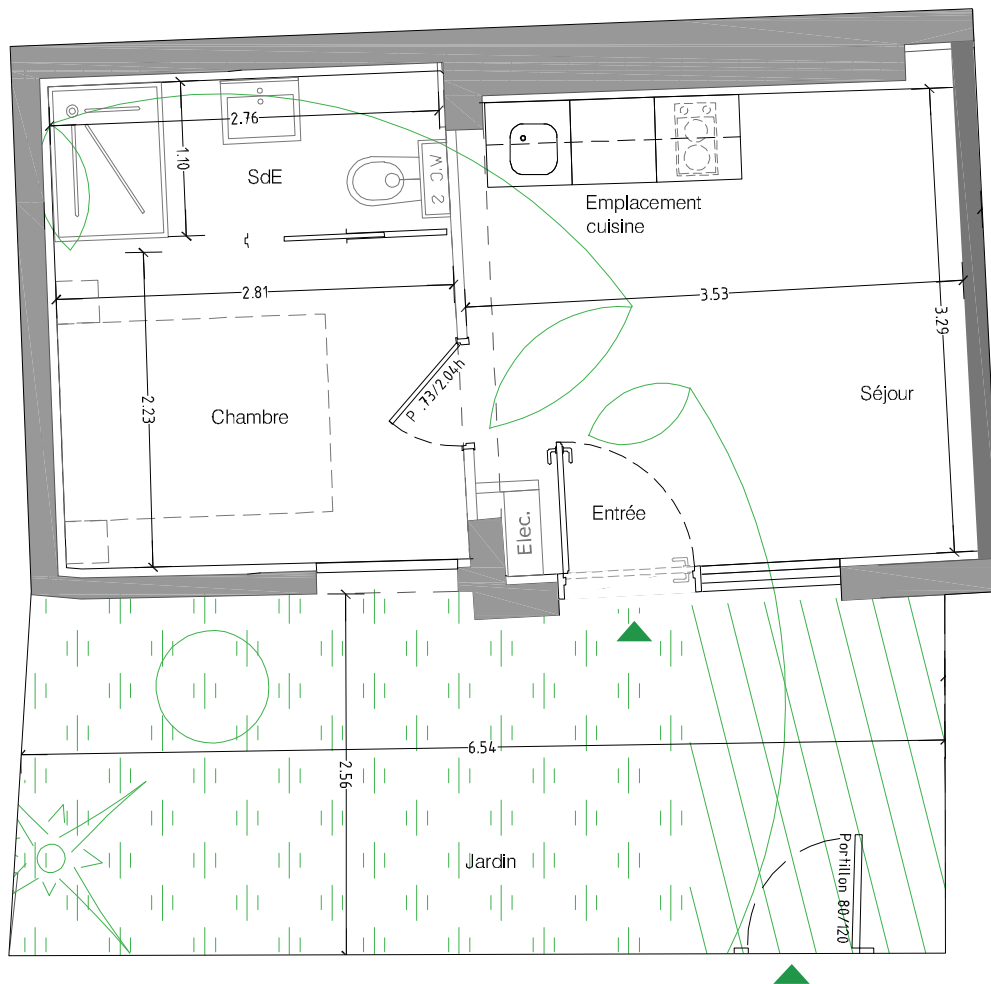 2.76
1.10
SdE
W.C 2
Emplacement
cuisine
2.81
3.53
3.29
P .73/2.04h
2.23
Chambre
Séjour
Elec.
Entrée
6.54
2.56
Jardin
Portillon 80/120